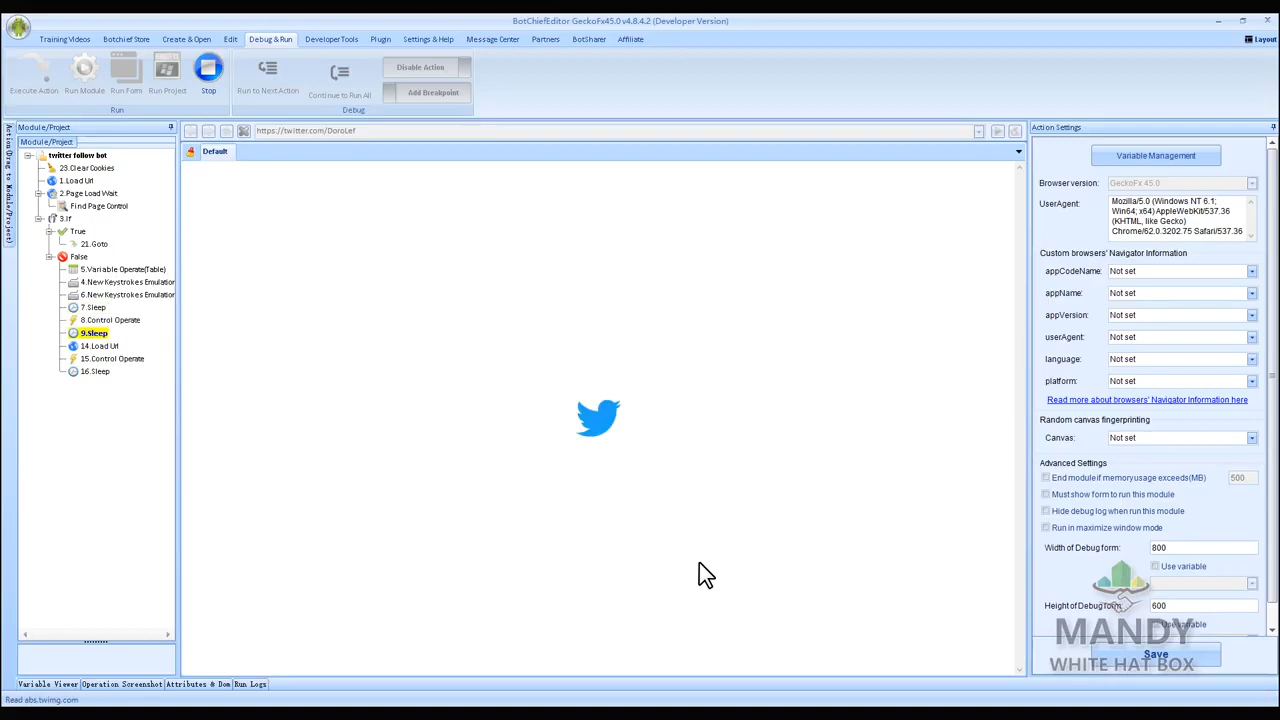 BotChiefEditor GeckoFx45.0 v4.8.4.2 (Developer Version)
Training Videos Botchief Store Create & Open Edit Debug & Run DeveloperTools Plugin Settings & Help Message Center Partners BotSharer Affiliate Layout
Execute Action Run Module Run Form Run Project Stop
Run
Run to Next Action Continue to Run All
Disable Action
Add Breakpoint
Debug
Action(Drag to Module/Project)
Module/Project
Module/Project
twitter follow bot
23.Clear Cookies
1.Load Url
2.Page Load Wait
Find Page Control
3.If
True
21.Goto
False
5.Variable Operate(Table)
4.New Keystrokes Emulation
6.New Keystrokes Emulation
7.Sleep
8.Control Operate
9.Sleep
14.Load Url
15.Control Operate
16.Sleep
https://twitter.com/DoroLef
Default
Action Settings
Variable Management
Browser version: GeckoFx 45.0
UserAgent: Mozilla/5.0 (Windows NT 6.1;
Win64; x64) AppleWebKit/537.36
(KHTML, like Gecko)
Chrome/62.0.3202.75 Safari/537.36
Custom browsers' Navigator Information
appCodeName: Not set
appName: Not set
appVersion: Not set
userAgent: Not set
language: Not set
platform: Not set
Read more about browsers' Navigator Information here
Random canvas fingerprinting
Canvas: Not set
Advanced Settings
End module if memory usage exceeds(MB) 500
Must show form to run this module
Hide debug log when run this module
Run in maximize window mode
Width of Debug form: 800
Use variable
Height of Debug form: 600
Use variable
Save
MANDY
WHITE HAT BOX
Variable Viewer Operation Screenshot Attributes & Dom Run Logs
Read abs.twimg.com